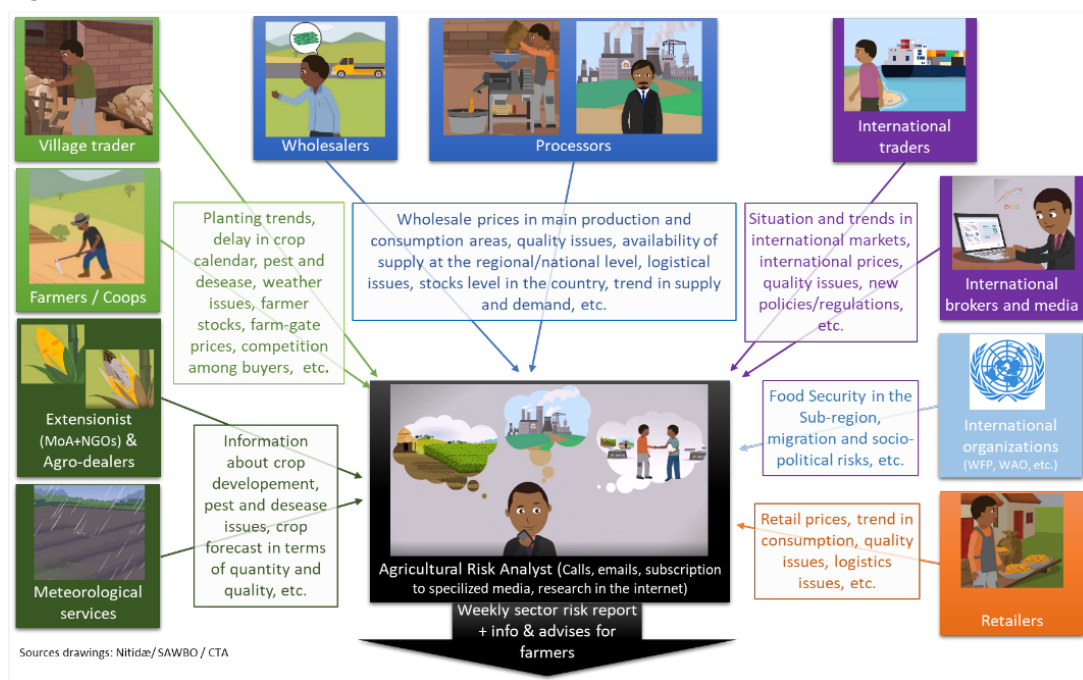 Village trader
Wholesalers
Processors
International
traders
Farmers / Coops
Planting trends,
delay in crop
calendar, pest and
desease, weather
issues, farmer
stocks, farm-gate
prices, competition
among buyers, etc.
Wholesale prices in main production and
consumption areas, quality issues, availability of
supply at the regional/national level, logistical
issues, stocks level in the country, trend in supply
and demand, etc.
Situation and trends in
international markets,
international prices,
quality issues, new
policies/regulations,
etc.
International
brokers and media
Extensionist
(MoA+NGOs) &
Agro-dealers
Information
about crop
developement,
pest and desease
issues, crop
forecast in terms
of quantity and
quality, etc.
Food Security in the
Sub-region,
migration and socio-
political risks, etc.
International
organizations
(WFP, WAO, etc.)
Meteorological
services
Retail prices, trend in
consumption, quality
issues, logistics
issues, etc.
Retailers
Agricultural Risk Analyst (Calls, emails, subscription
to specilized media, research in the internet)
Weekly sector risk report
+ info & advises for
farmers
Sources drawings: Nitidæ/ SAWBO / CTA